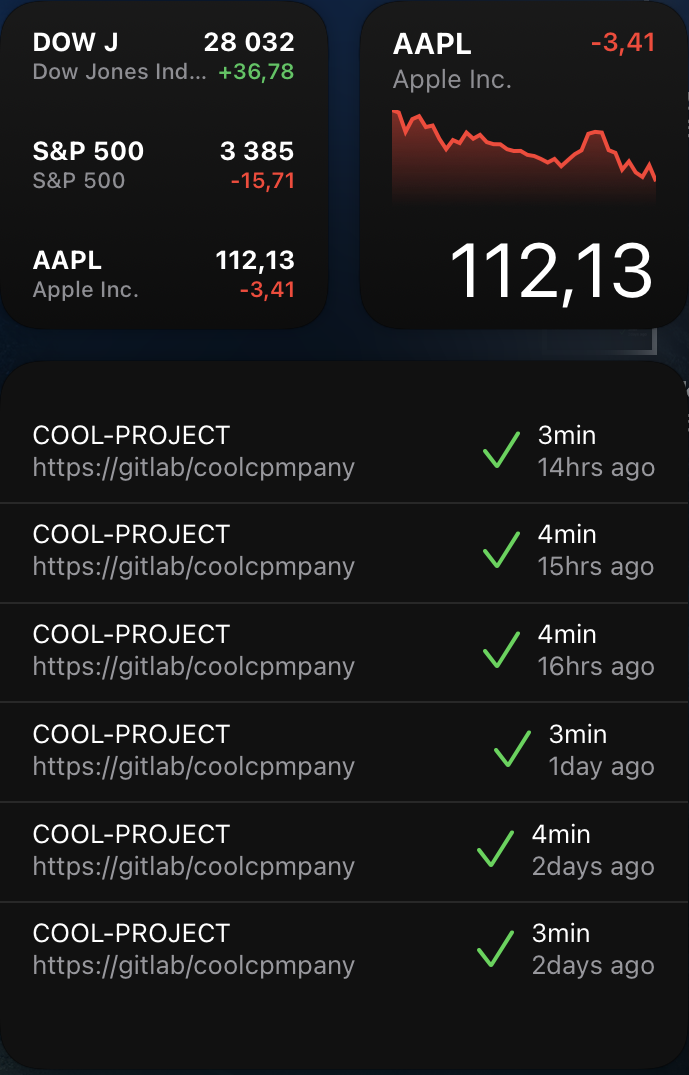 DOW J 28 032
Dow Jones Ind... +36,78
S&P 500 3 385
S&P 500 -15,71
AAPL 112,13
Apple Inc. -3,41
AAPL -3,41
Apple Inc.
112,13
COOL-PROJECT 3min
https://gitlab/coolcpmpany 14hrs ago
COOL-PROJECT 4min
https://gitlab/coolcpmpany 15hrs ago
COOL-PROJECT 4min
https://gitlab/coolcpmpany 16hrs ago
COOL-PROJECT 3min
https://gitlab/coolcpmpany 1day ago
COOL-PROJECT 4min
https://gitlab/coolcpmpany 2days ago
COOL-PROJECT 3min
https://gitlab/coolcpmpany 2days ago